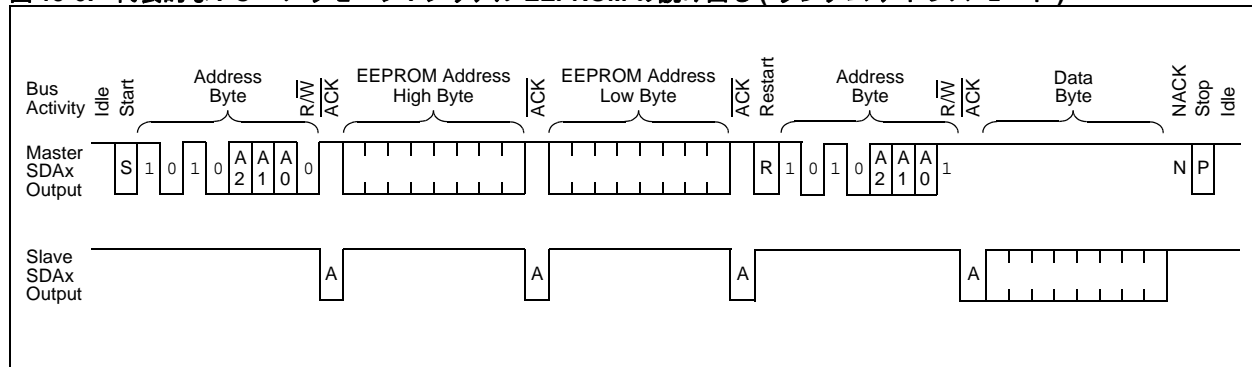 Bus Activity
Idle
Start
Address Byte
R/W
ACK
EEPROM Address High Byte
ACK
EEPROM Address Low Byte
ACK
Restart
Address Byte
R/W
ACK
Data Byte
NACK
Stop
Idle
Master SDAx Output
S 1 0 1 0 A2 A1 A0 0
R 1 0 1 0 A2 A1 A0 1
N P
Slave SDAx Output
A A A A